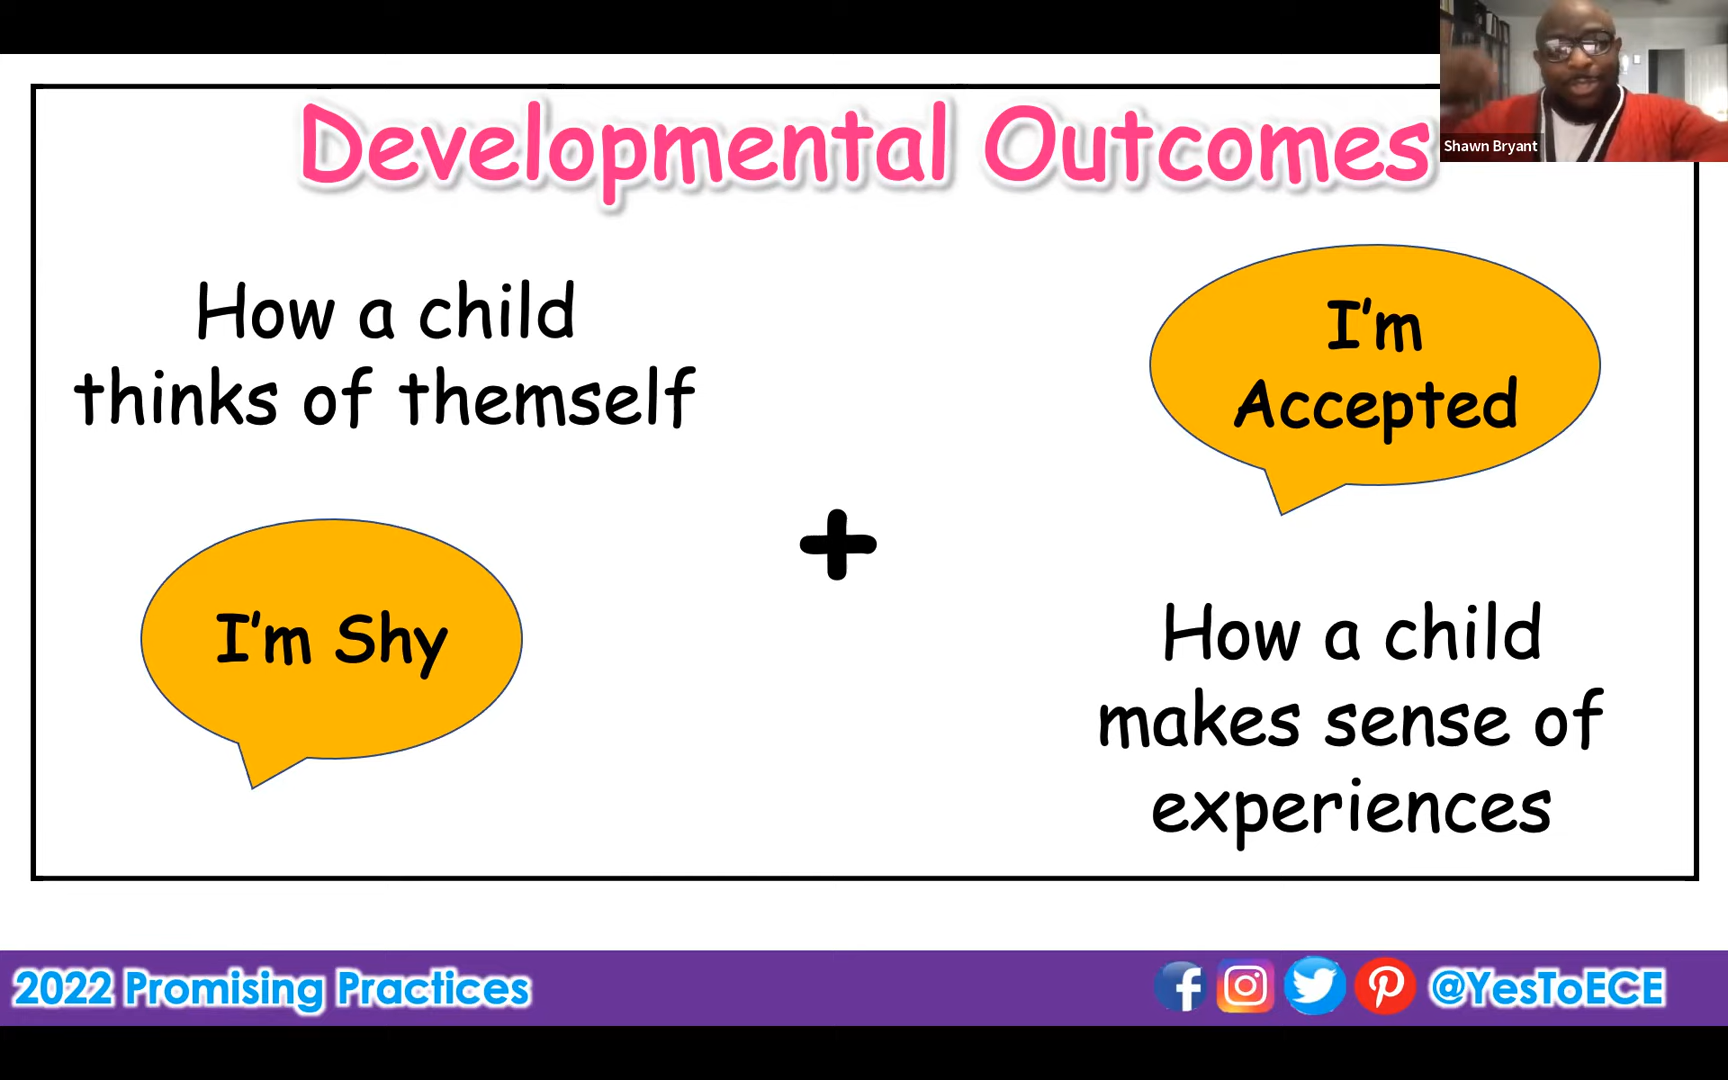 Developmental Outcomes
Shawn Bryant
How a child
thinks of themself
I'm Shy
+
I'm
Accepted
How a child
makes sense of
experiences
2022 Promising Practices
@YesToECE